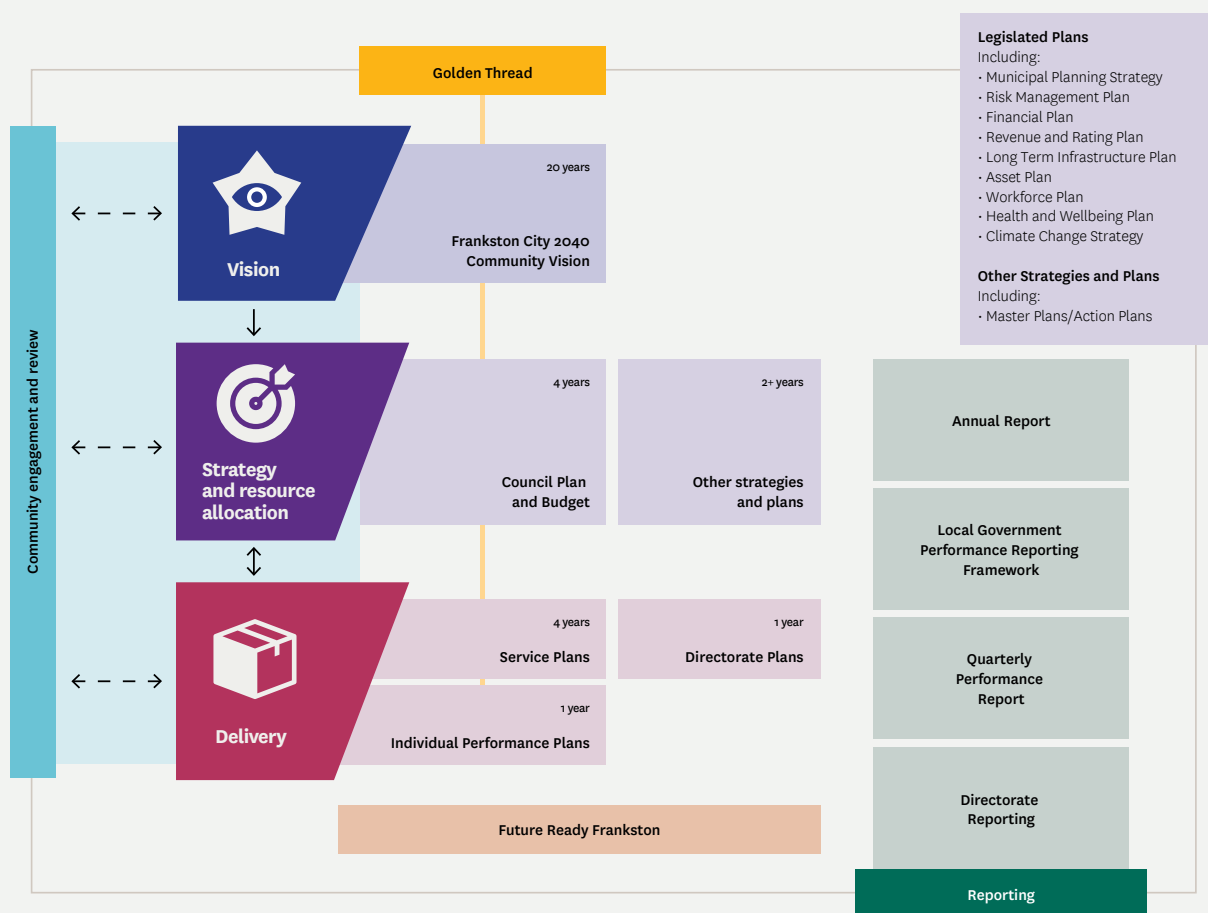 Golden Thread
Legislated Plans
Including:
• Municipal Planning Strategy
• Risk Management Plan
• Financial Plan
• Revenue and Rating Plan
• Long Term Infrastructure Plan
• Asset Plan
• Workforce Plan
• Health and Wellbeing Plan
• Climate Change Strategy
Other Strategies and Plans
Including:
• Master Plans/Action Plans
Community engagement and review
Vision
20 years
Frankston City 2040
Community Vision
Strategy
and resource
allocation
4 years
Council Plan
and Budget
2+ years
Other strategies
and plans
Delivery
4 years
Service Plans
1 year
Directorate Plans
1 year
Individual Performance Plans
Future Ready Frankston
Annual Report
Local Government
Performance Reporting
Framework
Quarterly
Performance
Report
Directorate
Reporting
Reporting